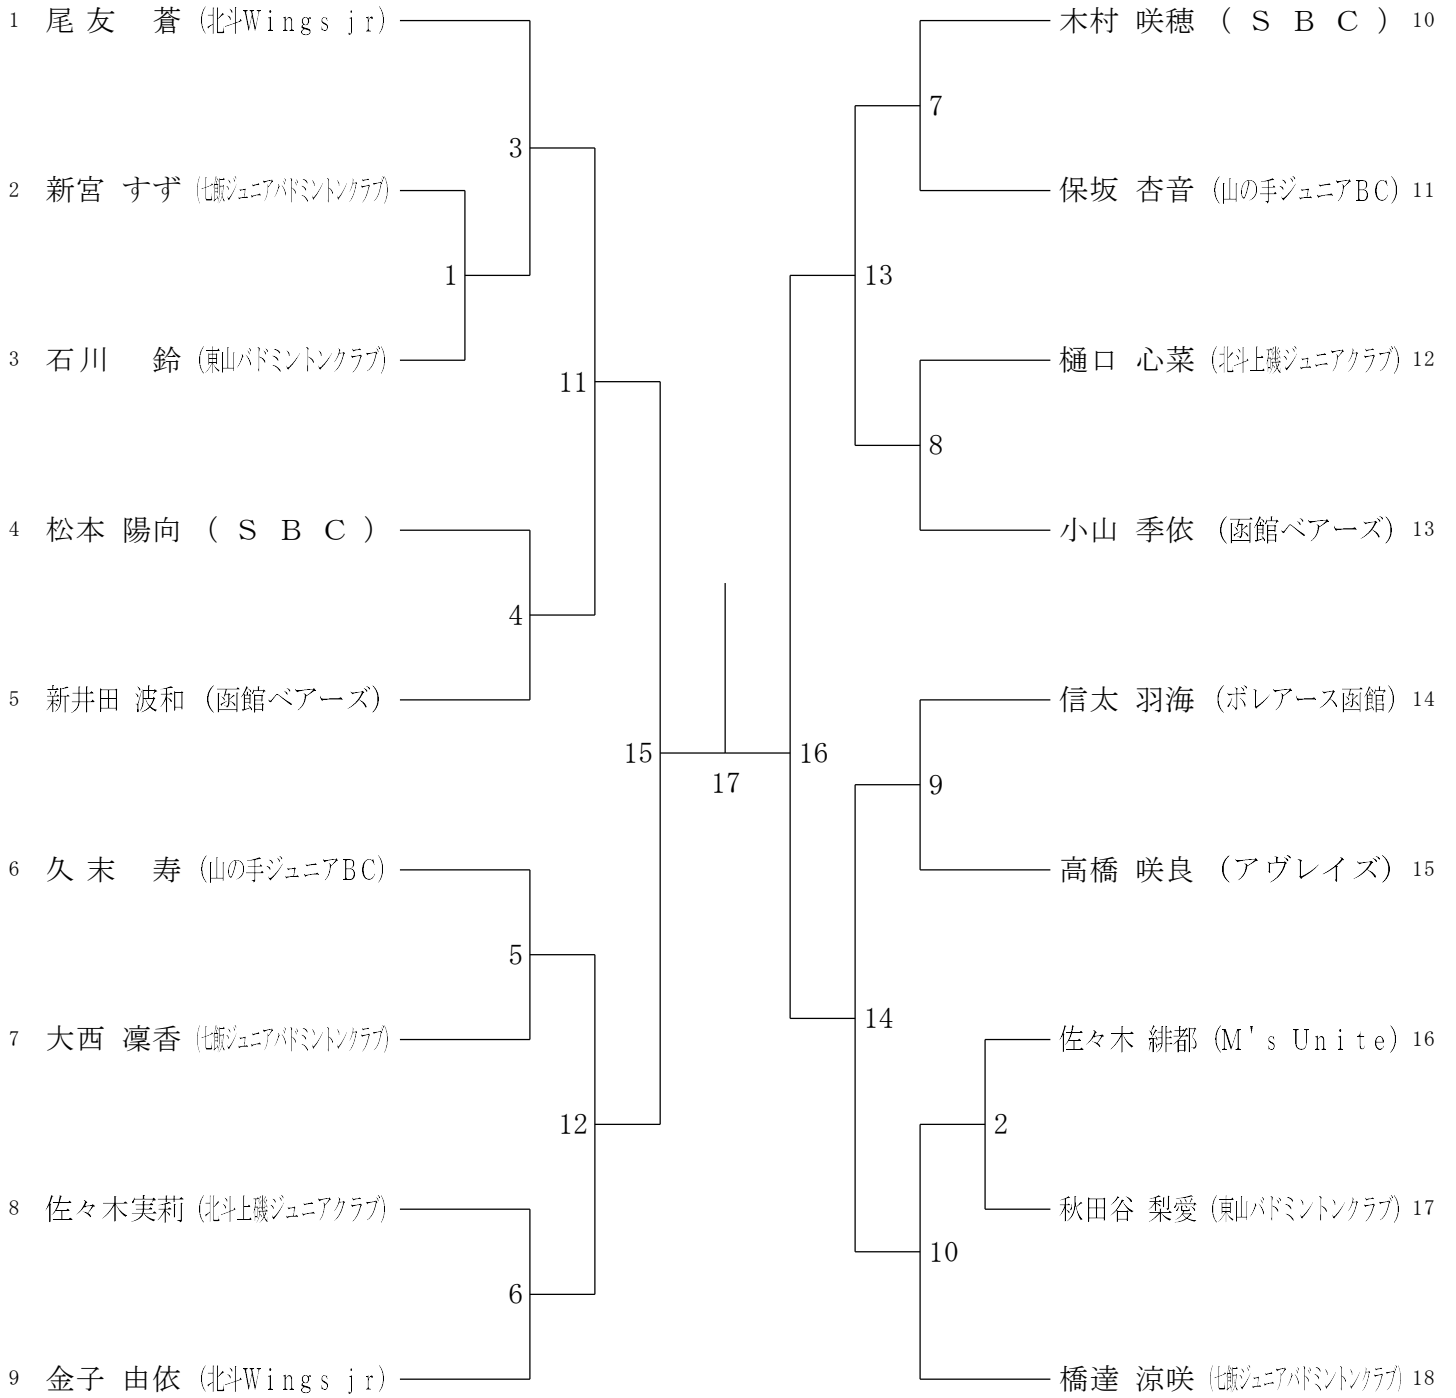 1 尾友 蒼 (北斗Wings jr)
3
2 新宮 すず (七飯ジュニアバドミントンクラブ)
1
3 石川 鈴 (東山バドミントンクラブ)
11
4 松本 陽向 (SBC)
4
5 新井田 波和 (函館ベアーズ)
15
17
6 久末 寿 (山の手ジュニアBC)
5
7 大西 凜香 (七飯ジュニアバドミントンクラブ)
12
8 佐々木実莉 (北斗上磯ジュニアクラブ)
6
9 金子 由依 (北斗Wings jr)
木村 咲穂 (SBC) 10
7
保坂 杏音 (山の手ジュニアBC) 11
13
樋口 心菜 (北斗上磯ジュニアクラブ) 12
8
小山 季依 (函館ベアーズ) 13
信太 羽海 (ボレアース函館) 14
16
9
高橋 咲良 (アヴレイズ) 15
14
佐々木 緋都 (M's Unite) 16
2
秋田谷 梨愛 (東山バドミントンクラブ) 17
10
橋達 涼咲 (七飯ジュニアバドミントンクラブ) 18